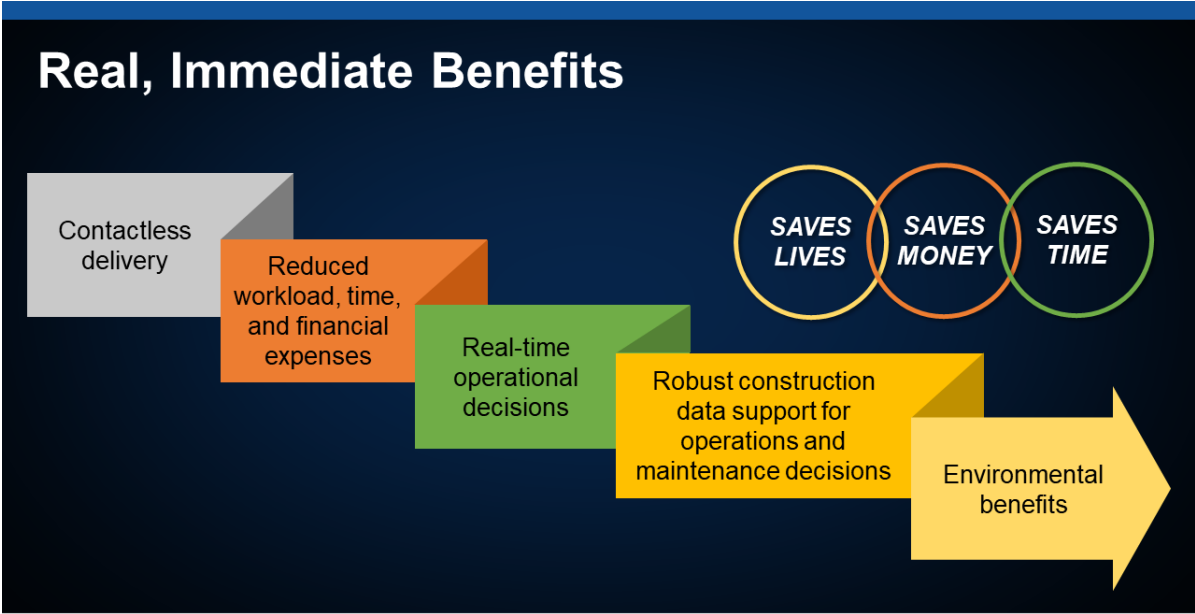 Real, Immediate Benefits
Contactless
delivery
Reduced
workload, time,
and financial
expenses
Real-time
operational
decisions
Robust construction
data support for
operations and
maintenance decisions
Environmental
benefits
SAVES
LIVES
SAVES
MONEY
SAVES
TIME